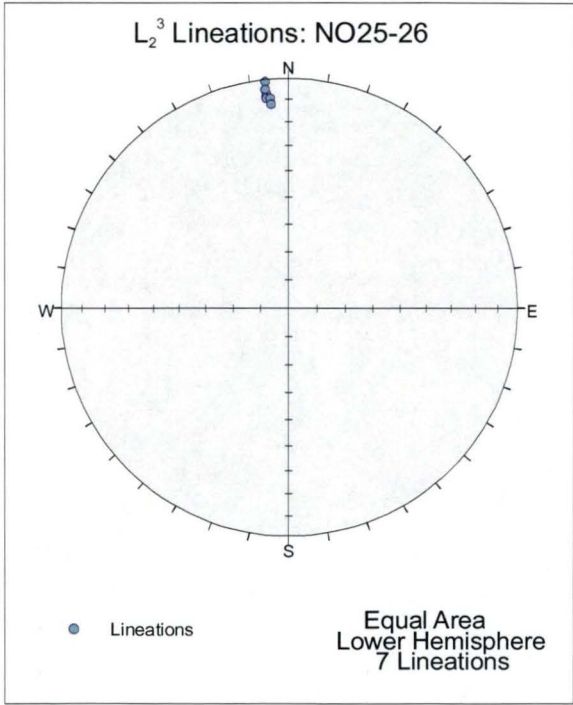 L₂³ Lineations: NO25-26
N
W
E
S
Lineations
Equal Area
Lower Hemisphere
7 Lineations